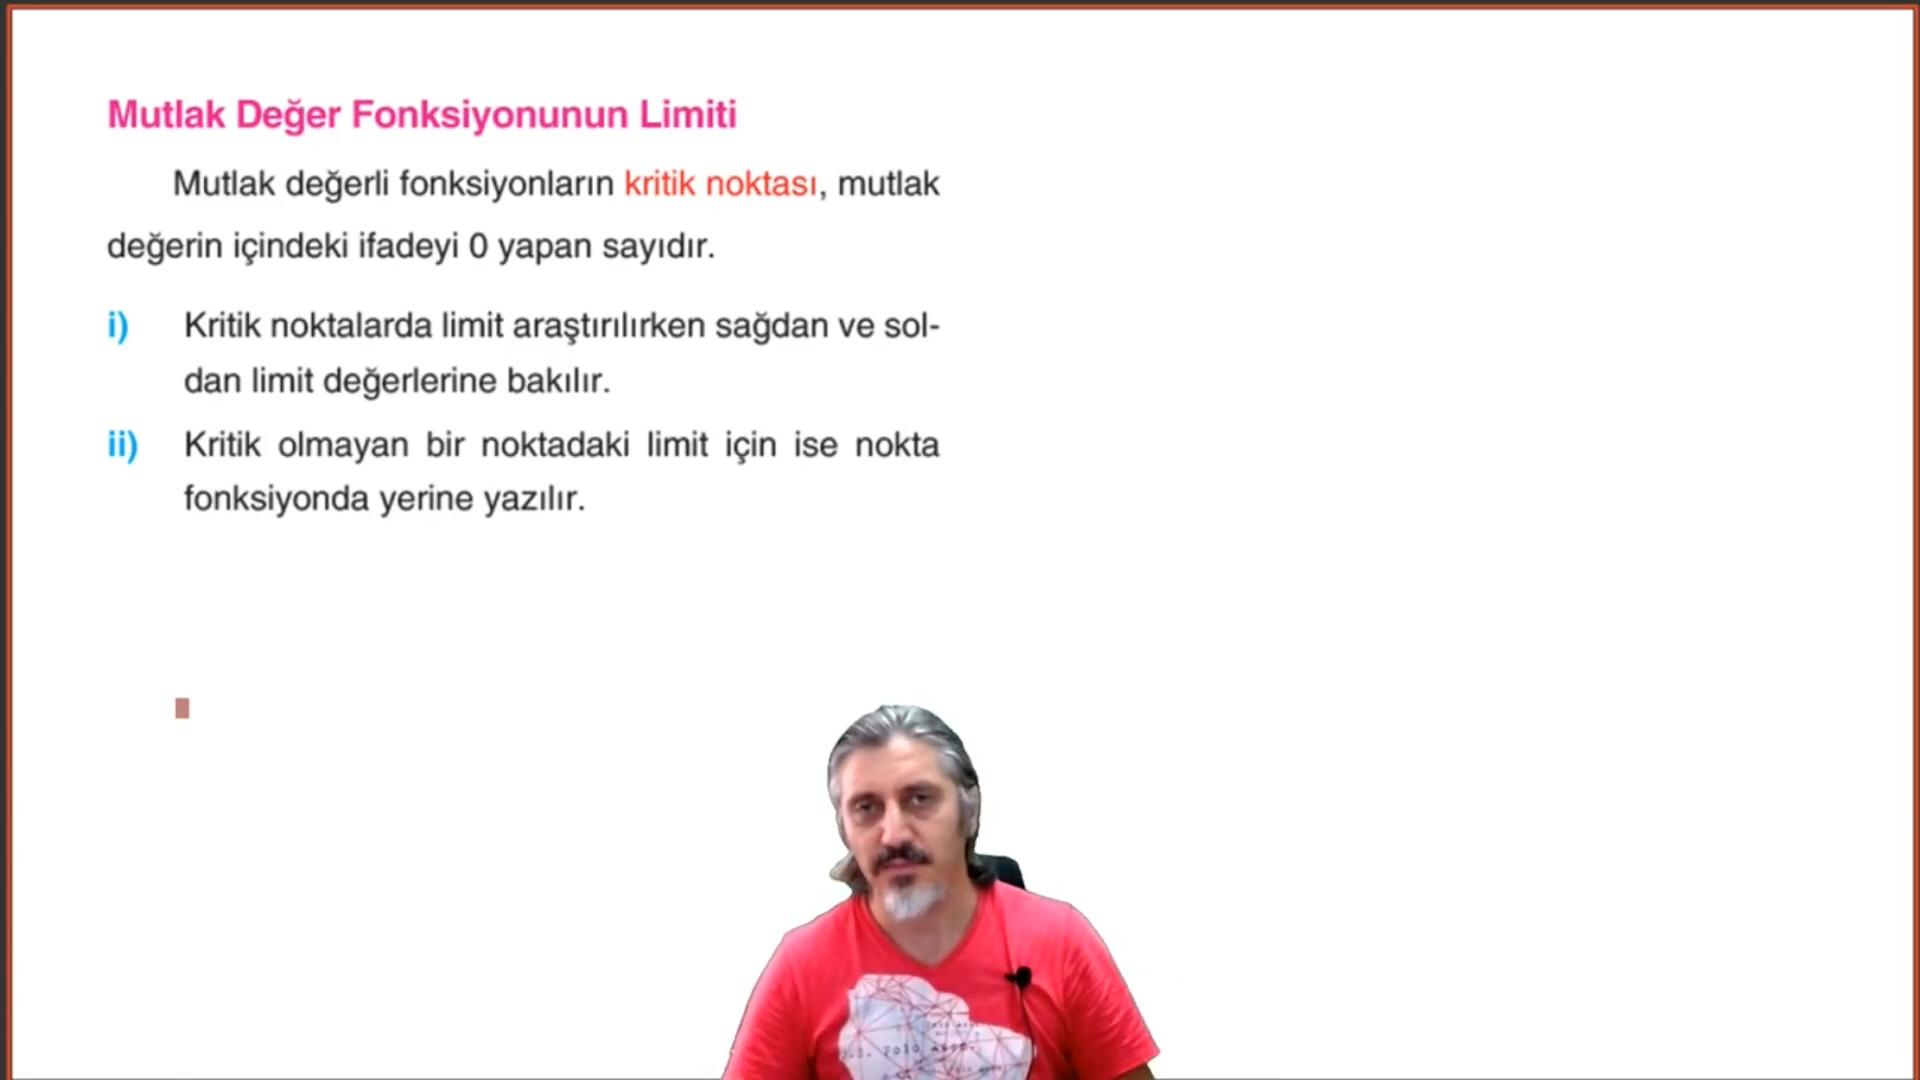 Mutlak Değer Fonksiyonunun Limiti
Mutlak değerli fonksiyonların kritik noktası, mutlak
değerin içindeki ifadeyi 0 yapan sayıdır.
i) Kritik noktalarda limit araştırılırken sağdan ve sol-
dan limit değerlerine bakılır.
ii) Kritik olmayan bir noktadaki limit için ise nokta
fonksiyonda yerine yazılır.
Polo